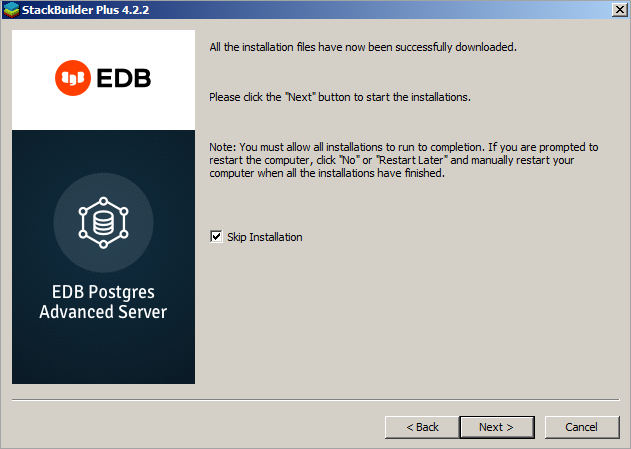 StackBuilder Plus 4.2.2
EDB
EDB Postgres
Advanced Server
All the installation files have now been successfully downloaded.
Please click the "Next" button to start the installations.
Note: You must allow all installations to run to completion. If you are prompted to
restart the computer, click "No" or "Restart Later" and manually restart your
computer when all the installations have finished.
Skip Installation
< Back
Next >
Cancel